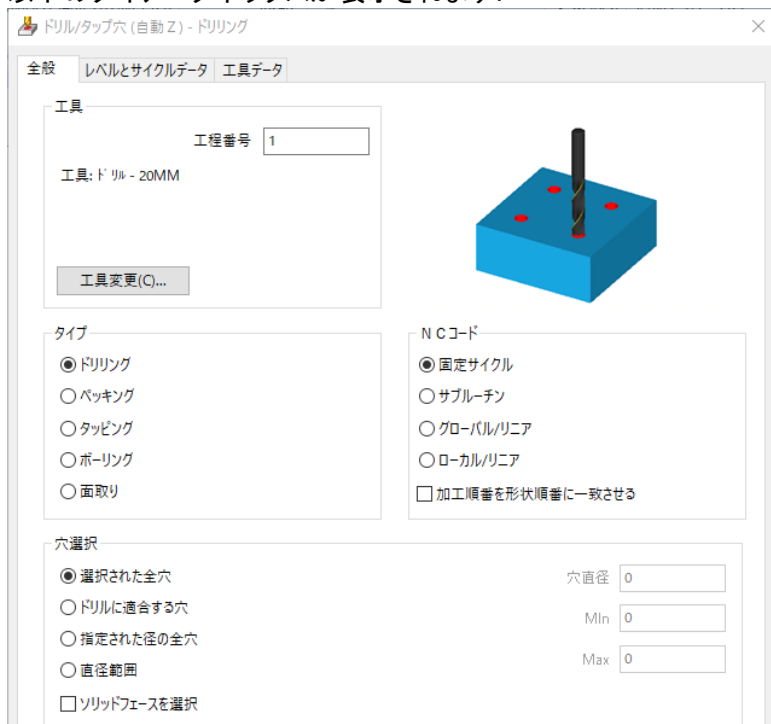 ドリル/タップ穴 (自動 Z ) - ドリリング
全般
レベルとサイクルデータ
工具データ
工具
工程番号 1
工具: ﾄﾞﾘﾙ - 20MM
工具変更(C)...
タイプ
ドリリング
ペッキング
タッピング
ボーリング
面取り
ＮＣコード
固定サイクル
サブルーチン
グローバル/リニア
ローカル/リニア
加工順番を形状順番に一致させる
穴選択
選択された全穴
ドリルに適合する穴
指定された径の全穴
直径範囲
ソリッドフェースを選択
穴直径 0
MIn 0
Max 0